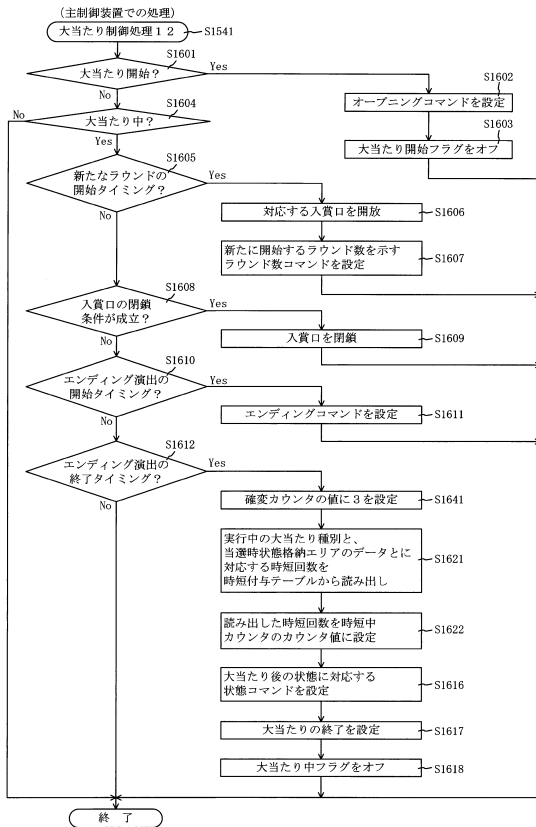 (主制御装置での処理)
大当たり制御処理12
S1541
大当たり開始?
S1601
Yes
No
オープニングコマンドを設定
S1602
大当たり開始フラグをオフ
S1603
大当たり中?
S1604
No
Yes
新たなラウンドの
開始タイミング?
S1605
Yes
No
対応する入賞口を開放
S1606
新たに開始するラウンド数を示す
ラウンド数コマンドを設定
S1607
入賞口の閉鎖
条件が成立?
S1608
Yes
No
入賞口を閉鎖
S1609
エンディング演出の
開始タイミング?
S1610
Yes
No
エンディングコマンドを設定
S1611
エンディング演出の
終了タイミング?
S1612
Yes
No
確変カウンタの値に3を設定
S1641
実行中の大当たり種別と、
当選時状態格納エリアのデータとに
対応する時短回数を
時短付与テーブルから読み出し
S1621
読み出した時短回数を時短中
カウンタのカウンタ値に設定
S1622
大当たり後の状態に対応する
状態コマンドを設定
S1616
大当たりの終了を設定
S1617
大当たり中フラグをオフ
S1618
終了